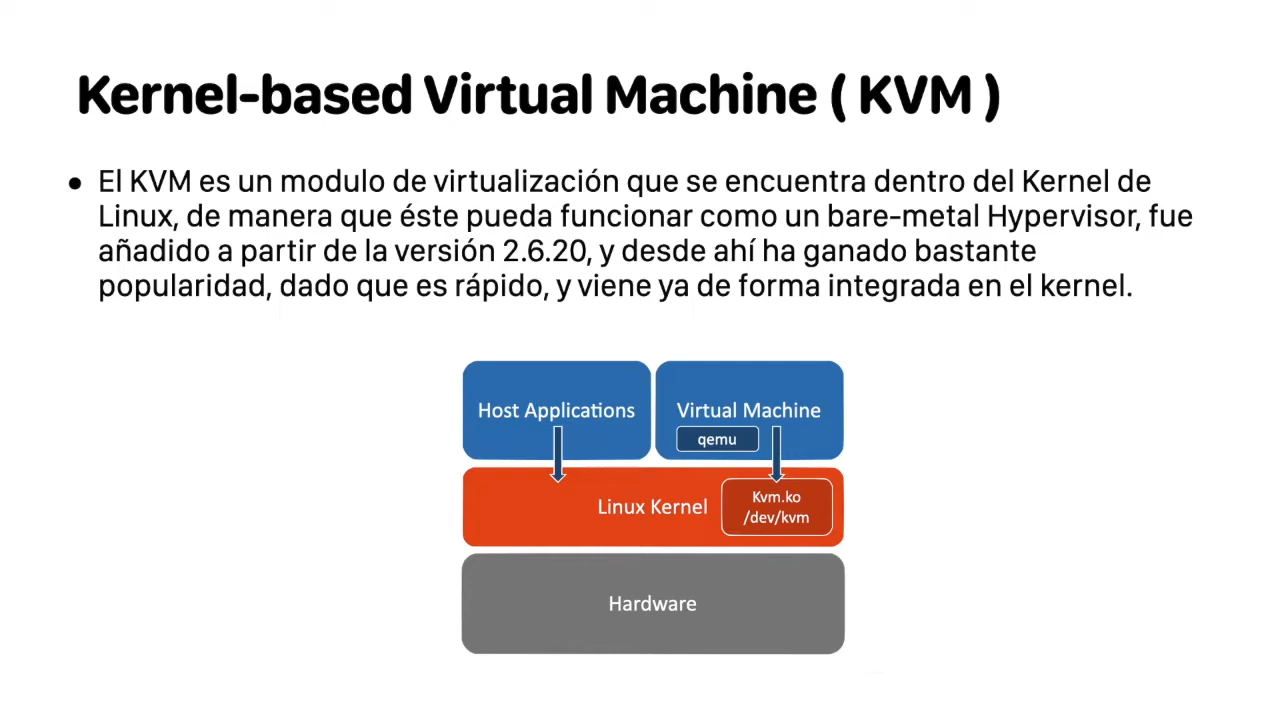 Kernel-based Virtual Machine ( KVM )
• El KVM es un modulo de virtualización que se encuentra dentro del Kernel de
Linux, de manera que éste pueda funcionar como un bare-metal Hypervisor, fue
añadido a partir de la versión 2.6.20, y desde ahí ha ganado bastante
popularidad, dado que es rápido, y viene ya de forma integrada en el kernel.
Host Applications
Virtual Machine
qemu
Linux Kernel
Kvm.ko
/dev/kvm
Hardware